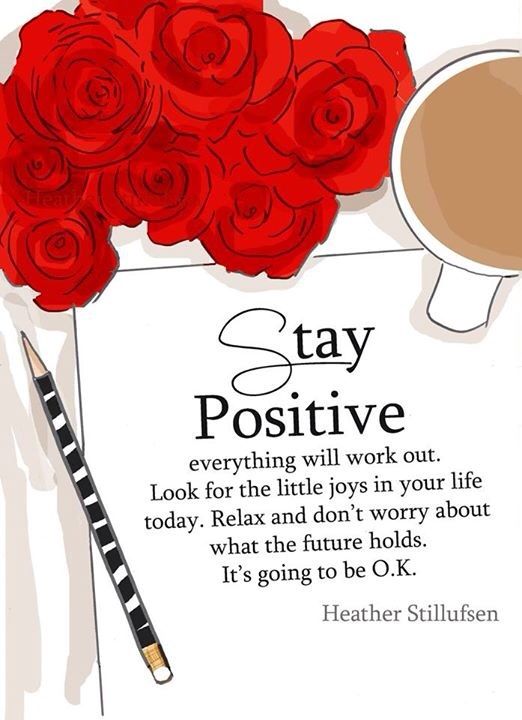 Stay
Positive
everything will work out.
Look for the little joys in your life
today. Relax and don't worry about
what the future holds.
It's going to be O.K.
Heather Stillufsen